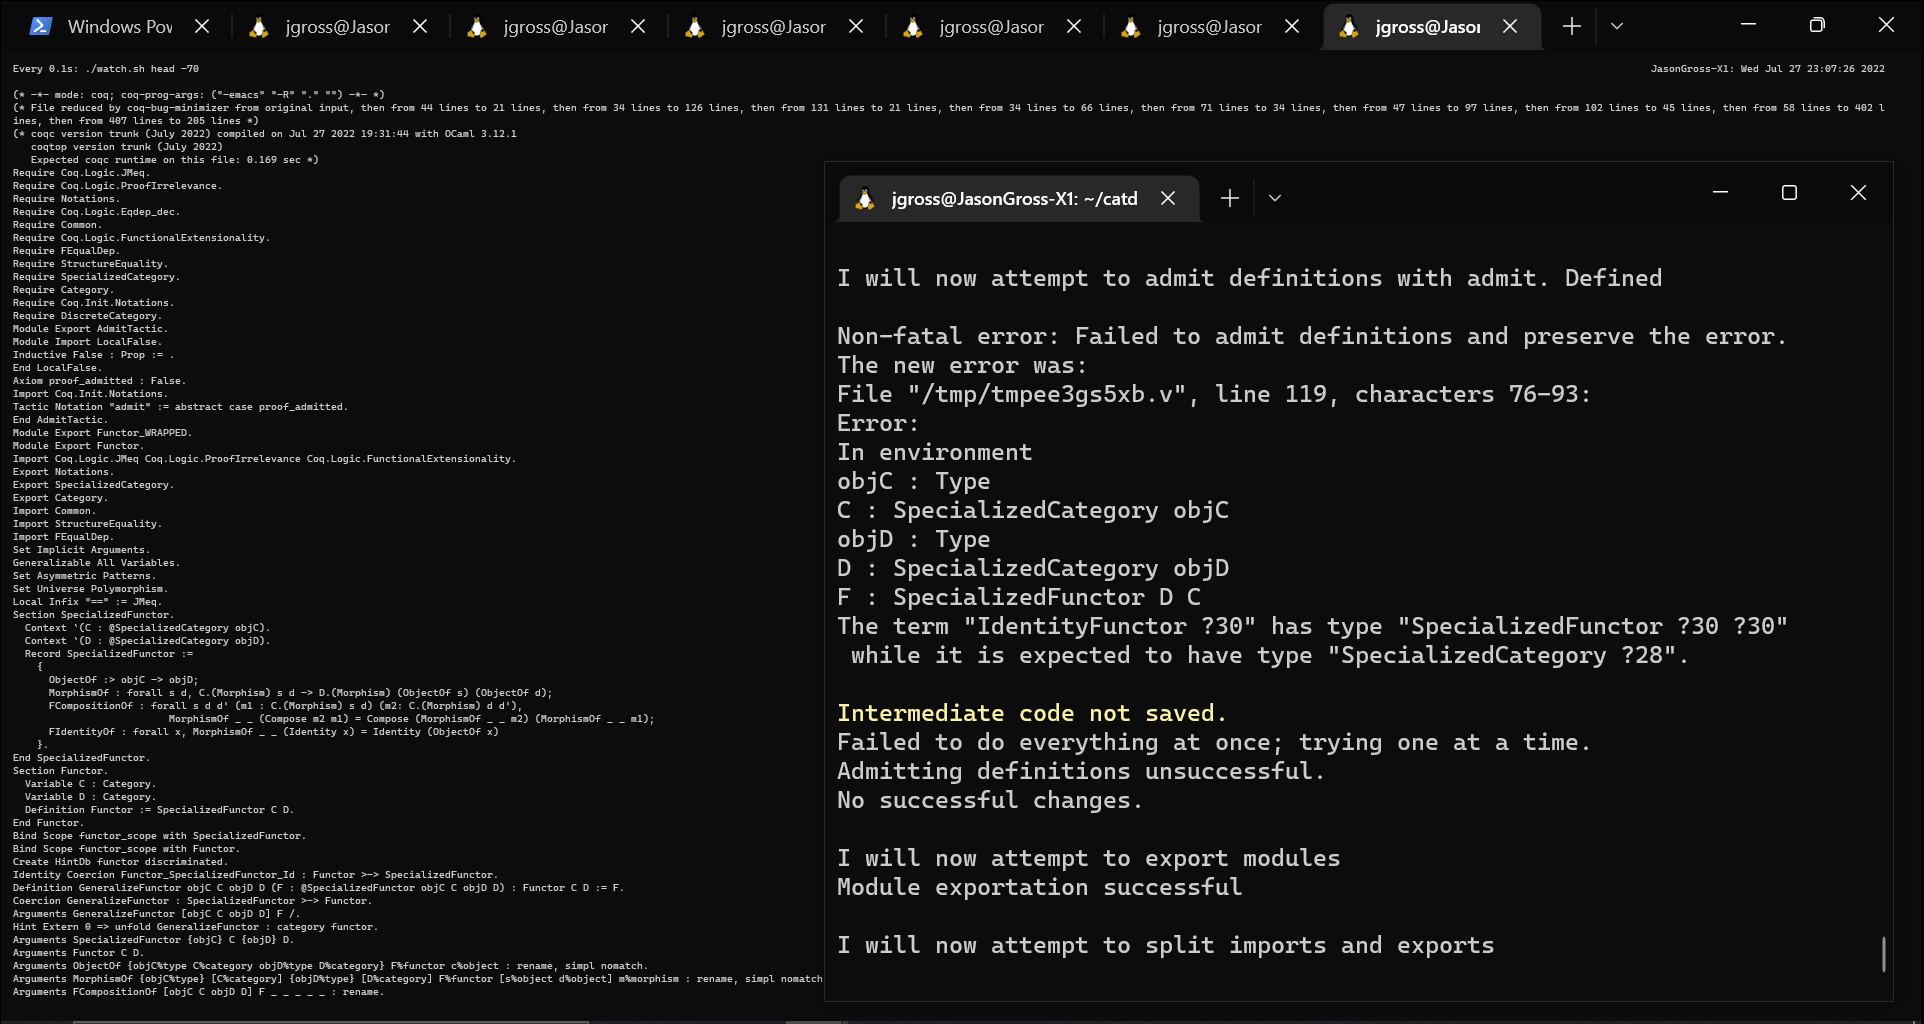 Windows Pow
jgross@Jason
jgross@Jason
jgross@Jason
jgross@Jason
jgross@Jason
jgross@Jason
Every 0.1s: ./watch.sh head -70
JasonGross-X1: Wed Jul 27 23:07:26 2022
(* -*- mode: coq; coq-prog-args: ("-emacs" "-R" "." "") -*- *)
(* File reduced by coq-bug-minimizer from original input, then from 44 lines to 21 lines, then from 34 lines to 126 lines, then from 131 lines to 21 lines, then from 34 lines to 66 lines, then from 71 lines to 34 lines, then from 47 lines to 97 lines, then from 102 lines to 45 lines, then from 58 lines to 402 l
ines, then from 407 lines to 205 lines *)
(* coqc version trunk (July 2022) compiled on Jul 27 2022 19:31:44 with OCaml 3.12.1
   coqtop version trunk (July 2022)
   Expected coqc runtime on this file: 0.169 sec *)
Require Coq.Logic.JMeq.
Require Coq.Logic.ProofIrrelevance.
Require Notations.
Require Coq.Logic.Eqdep_dec.
Require Common.
Require Coq.Logic.FunctionalExtensionality.
Require FEqualDep.
Require StructureEquality.
Require SpecializedCategory.
Require Category.
Require Coq.Init.Notations.
Require DiscreteCategory.
Module Export AdmitTactic.
Module Import LocalFalse.
Inductive False : Prop := .
End LocalFalse.
Axiom proof_admitted : False.
Import Coq.Init.Notations.
Tactic Notation "admit" := abstract case proof_admitted.
End AdmitTactic.
Module Export Functor_WRAPPED.
Module Export Functor.
Import Coq.Logic.JMeq Coq.Logic.ProofIrrelevance Coq.Logic.FunctionalExtensionality.
Export Notations.
Export SpecializedCategory.
Export Category.
Import Common.
Import StructureEquality.
Import FEqualDep.
Set Implicit Arguments.
Generalizable All Variables.
Set Asymmetric Patterns.
Set Universe Polymorphism.
Local Infix "==" := JMeq.
Section SpecializedFunctor.
  Context `(C : @SpecializedCategory objC).
  Context `(D : @SpecializedCategory objD).
  Record SpecializedFunctor :=
    {
      ObjectOf :> objC -> objD;
      MorphismOf : forall s d, C.(Morphism) s d -> D.(Morphism) (ObjectOf s) (ObjectOf d);
      FCompositionOf : forall s d d' (m1 : C.(Morphism) s d) (m2: C.(Morphism) d d'),
                          MorphismOf _ _ (Compose m2 m1) = Compose (MorphismOf _ _ m2) (MorphismOf _ _ m1);
      FIdentityOf : forall x, MorphismOf _ _ (Identity x) = Identity (ObjectOf x)
    }.
End SpecializedFunctor.
Section Functor.
  Variable C : Category.
  Variable D : Category.
  Definition Functor := SpecializedFunctor C D.
End Functor.
Bind Scope functor_scope with SpecializedFunctor.
Bind Scope functor_scope with Functor.
Create HintDb functor discriminated.
Identity Coercion Functor_SpecializedFunctor_Id : Functor >-> SpecializedFunctor.
Definition GeneralizeFunctor objC C objD D (F : @SpecializedFunctor objC C objD D) : Functor C D := F.
Coercion GeneralizeFunctor : SpecializedFunctor >-> Functor.
Arguments GeneralizeFunctor [objC C objD D] F /.
Hint Extern 0 => unfold GeneralizeFunctor : category functor.
Arguments SpecializedFunctor {objC} C {objD} D.
Arguments Functor C D.
Arguments ObjectOf {objC%type C%category objD%type D%category} F%functor c%object : rename, simpl nomatch.
Arguments MorphismOf {objC%type} [C%category] {objD%type} [D%category] F%functor [s%object d%object] m%morphism : rename, simpl nomatch
Arguments FCompositionOf [objC C objD D] F _ _ _ _ _ : rename.
jgross@JasonGross-X1: ~/catd
I will now attempt to admit definitions with admit. Defined
Non-fatal error: Failed to admit definitions and preserve the error.
The new error was:
File "/tmp/tmpee3gs5xb.v", line 119, characters 76-93:
Error:
In environment
objC : Type
C : SpecializedCategory objC
objD : Type
D : SpecializedCategory objD
F : SpecializedFunctor D C
The term "IdentityFunctor ?30" has type "SpecializedFunctor ?30 ?30"
 while it is expected to have type "SpecializedCategory ?28".
Intermediate code not saved.
Failed to do everything at once; trying one at a time.
Admitting definitions unsuccessful.
No successful changes.
I will now attempt to export modules
Module exportation successful
I will now attempt to split imports and exports